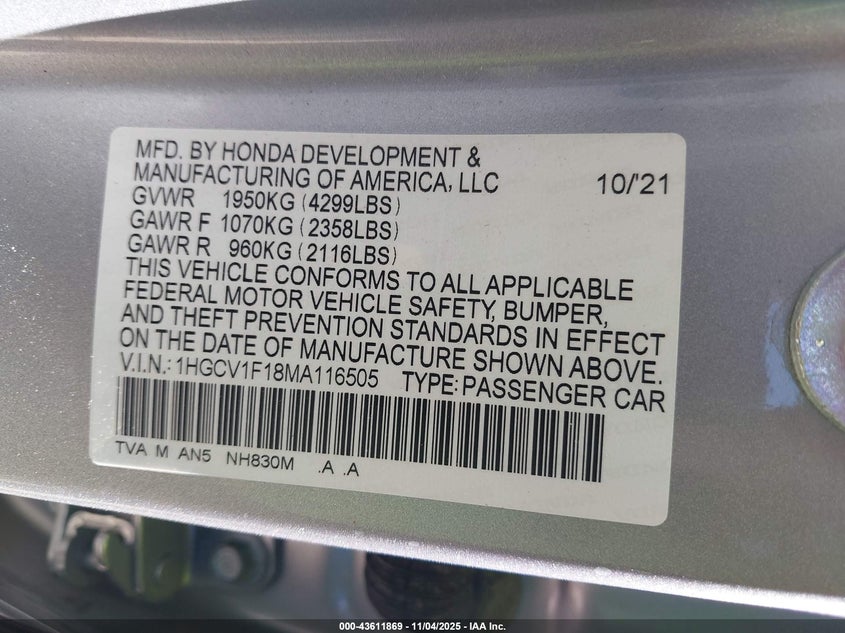 MFD. BY HONDA DEVELOPMENT &
MANUFACTURING OF AMERICA, LLC 10/'21
GVWR 1950KG (4299LBS)
GAWR F 1070KG (2358LBS)
GAWR R 960KG (2116LBS)
THIS VEHICLE CONFORMS TO ALL APPLICABLE
FEDERAL MOTOR VEHICLE SAFETY, BUMPER,
AND THEFT PREVENTION STANDARDS IN EFFECT
ON THE DATE OF MANUFACTURE SHOWN ABOVE.
V.I.N.: 1HGCV1F18MA116505 TYPE: PASSENGER CAR
TVA M AN5 NH830M .A .A
000-43611869 - 11/04/2025 - IAA Inc.